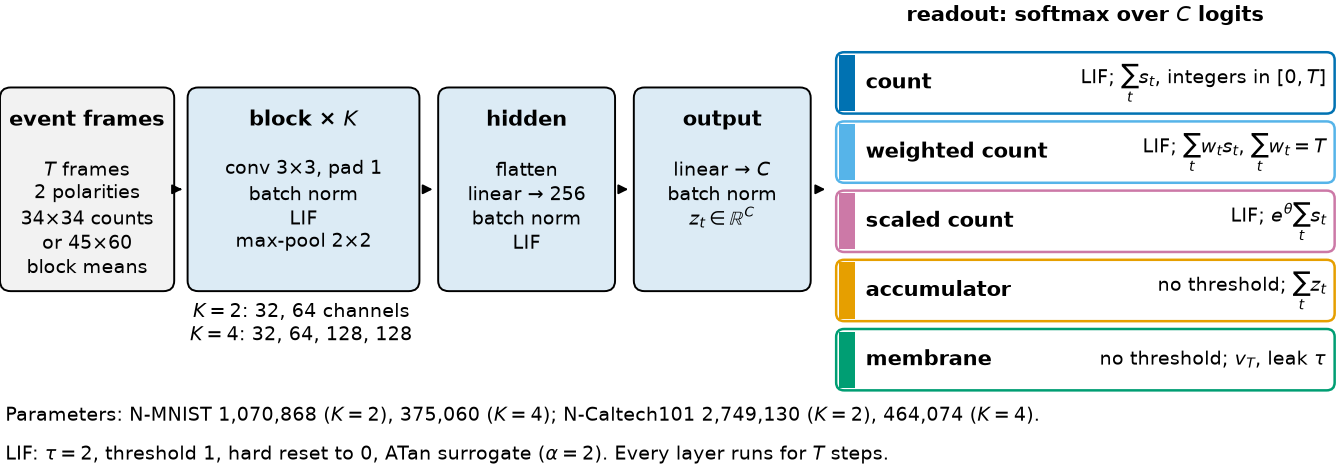 event frames
T frames
2 polarities
34×34 counts
or 45×60
block means
block × K
conv 3×3, pad 1
batch norm
LIF
max-pool 2×2
K = 2: 32, 64 channels
K = 4: 32, 64, 128, 128
hidden
flatten
linear → 256
batch norm
LIF
output
linear → C
batch norm
z_t ∈ ℝ^C
readout: softmax over C logits
count LIF; ∑_t s_t, integers in [0, T]
weighted count LIF; ∑_t w_t s_t, ∑_t w_t = T
scaled count LIF; e^θ ∑_t s_t
accumulator no threshold; ∑_t z_t
membrane no threshold; v_T, leak τ
Parameters: N-MNIST 1,070,868 (K = 2), 375,060 (K = 4); N-Caltech101 2,749,130 (K = 2), 464,074 (K = 4).
LIF: τ = 2, threshold 1, hard reset to 0, ATan surrogate (α = 2). Every layer runs for T steps.